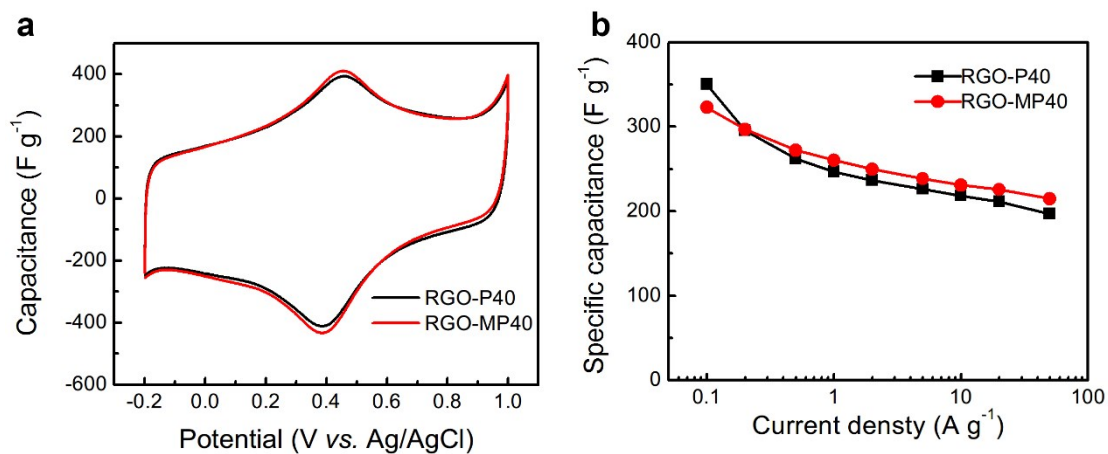 a
Capacitance (F g⁻¹)
400
200
0
-200
-400
-600
RGO-P40
RGO-MP40
-0.2 0.0 0.2 0.4 0.6 0.8 1.0
Potential (V vs. Ag/AgCl)
b
Specific capacitance (F g⁻¹)
400
300
200
100
0
RGO-P40
RGO-MP40
0.1 1 10 100
Current densty (A g⁻¹)